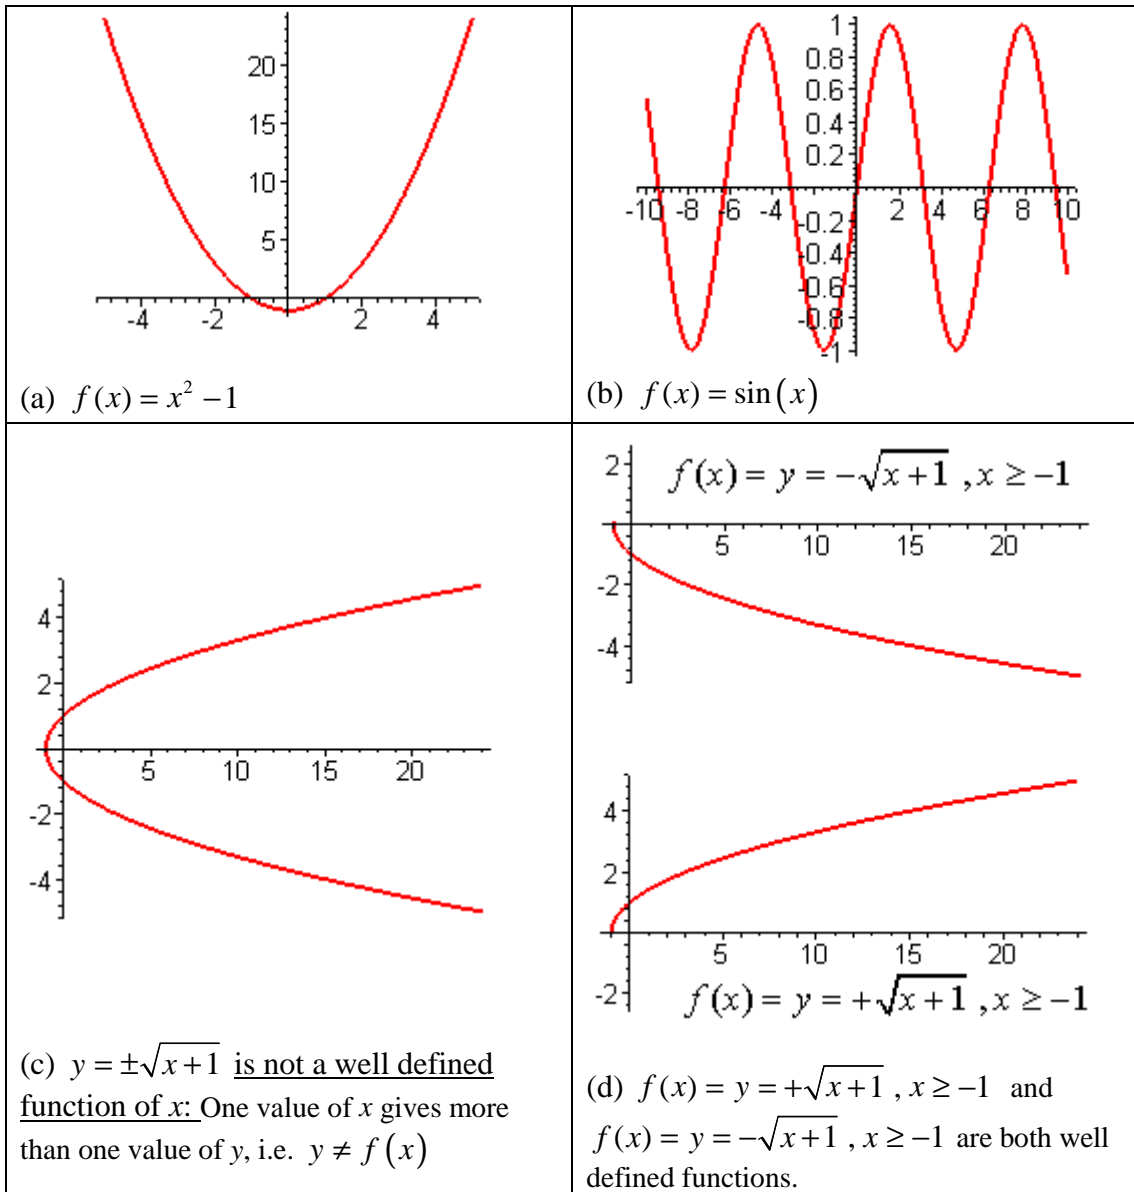 20
15
10
5
-4 -2 2 4
(a) f(x) = x² − 1
1
0.8
0.6
0.4
0.2
-10 -8 -6 -4 2 4 6 8 10
-0.2
-0.4
-0.6
-0.8
-1
(b) f(x) = sin(x)
4
2
5 10 15 20
-2
-4
(c) y = ±√(x+1) is not a well defined
function of x: One value of x gives more
than one value of y, i.e. y ≠ f(x)
2
f(x) = y = −√(x+1) , x ≥ −1
5 10 15 20
-2
-4
4
2
5 10 15 20
-2
f(x) = y = +√(x+1) , x ≥ −1
(d) f(x) = y = +√(x+1) , x ≥ −1 and
f(x) = y = −√(x+1) , x ≥ −1 are both well
defined functions.